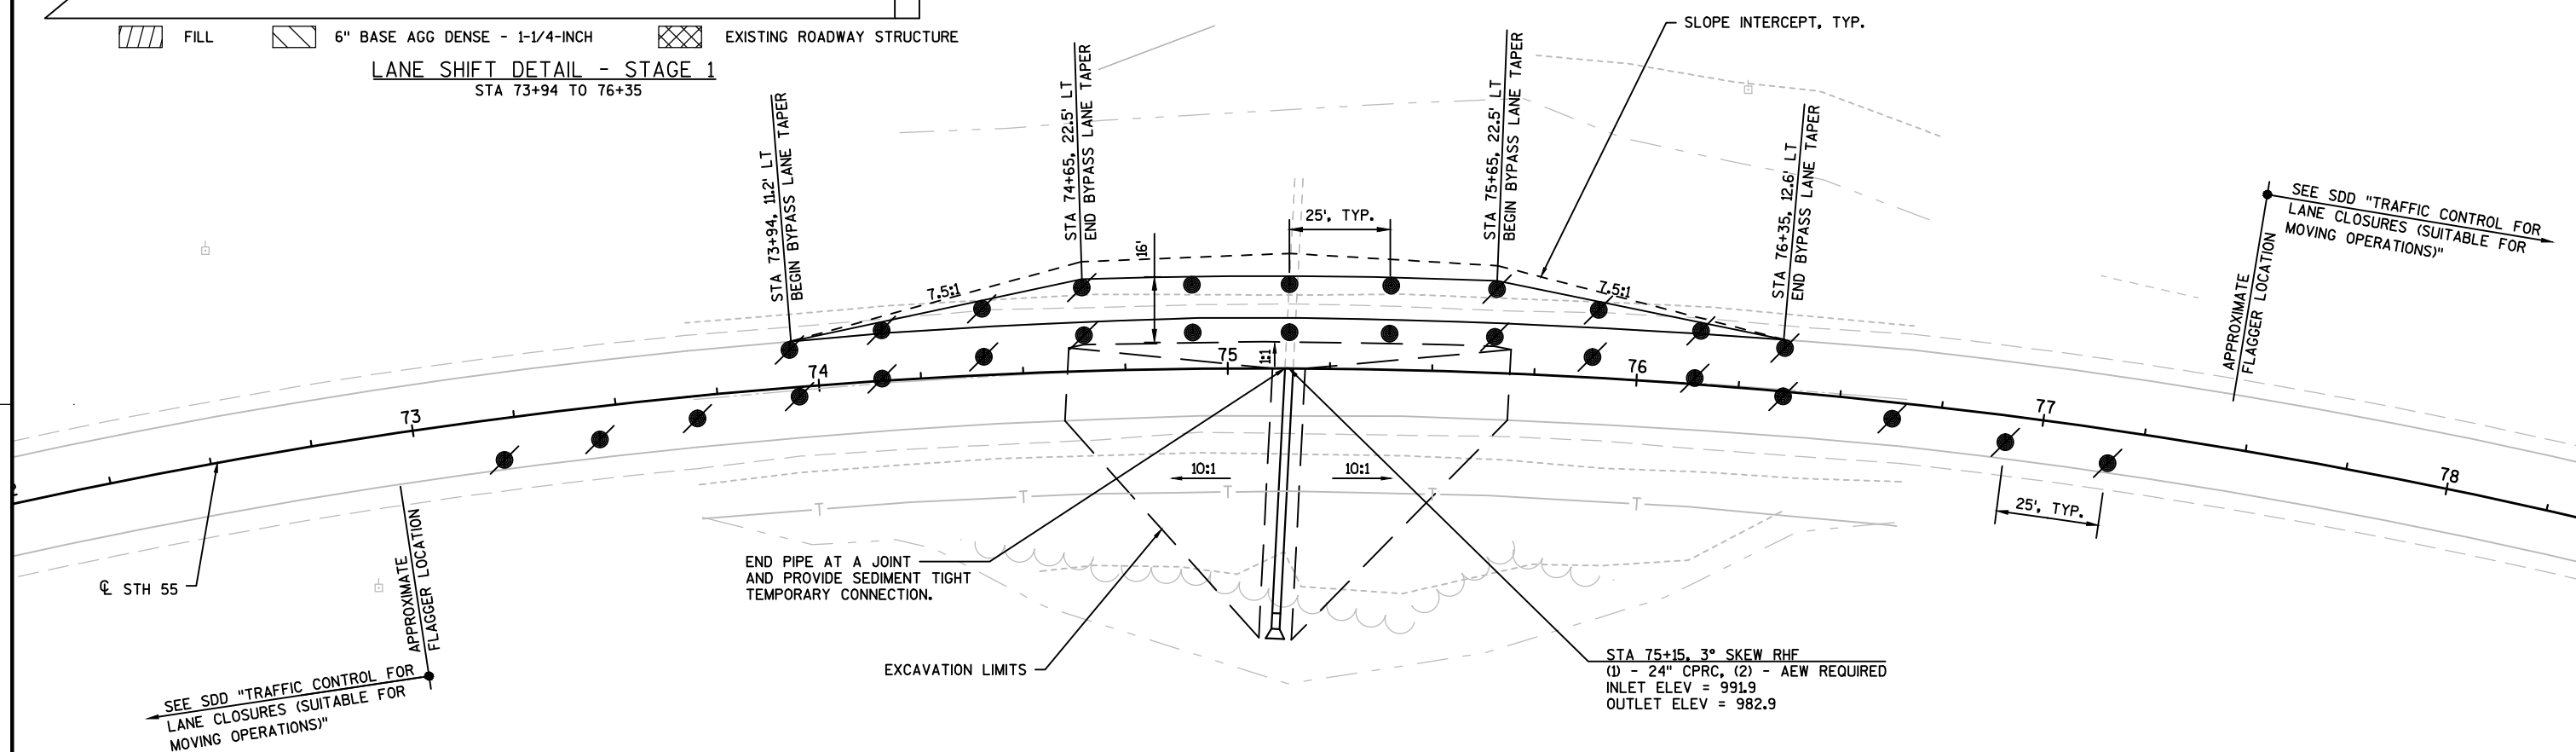 FILL
6" BASE AGG DENSE - 1-1/4-INCH
EXISTING ROADWAY STRUCTURE
LANE SHIFT DETAIL - STAGE 1
STA 73+94 TO 76+35
SLOPE INTERCEPT, TYP.
STA 73+94, 11.2' LT
BEGIN BYPASS LANE TAPER
STA 74+65, 22.5' LT
END BYPASS LANE TAPER
STA 75+65, 22.5' LT
BEGIN BYPASS LANE TAPER
STA 76+35, 12.6' LT
END BYPASS LANE TAPER
SEE SDD "TRAFFIC CONTROL FOR
LANE CLOSURES (SUITABLE FOR
MOVING OPERATIONS)"
APPROXIMATE
FLAGGER LOCATION
25', TYP.
16'
7.5:1
7.5:1
1:1
73
74
75
76
77
78
10:1
10:1
T
T
T
T
T
25', TYP.
℄ STH 55
APPROXIMATE
FLAGGER LOCATION
END PIPE AT A JOINT
AND PROVIDE SEDIMENT TIGHT
TEMPORARY CONNECTION.
EXCAVATION LIMITS
STA 75+15, 3° SKEW RHF
(1) - 24" CPRC, (2) - AEW REQUIRED
INLET ELEV = 991.9
OUTLET ELEV = 982.9
SEE SDD "TRAFFIC CONTROL FOR
LANE CLOSURES (SUITABLE FOR
MOVING OPERATIONS)"